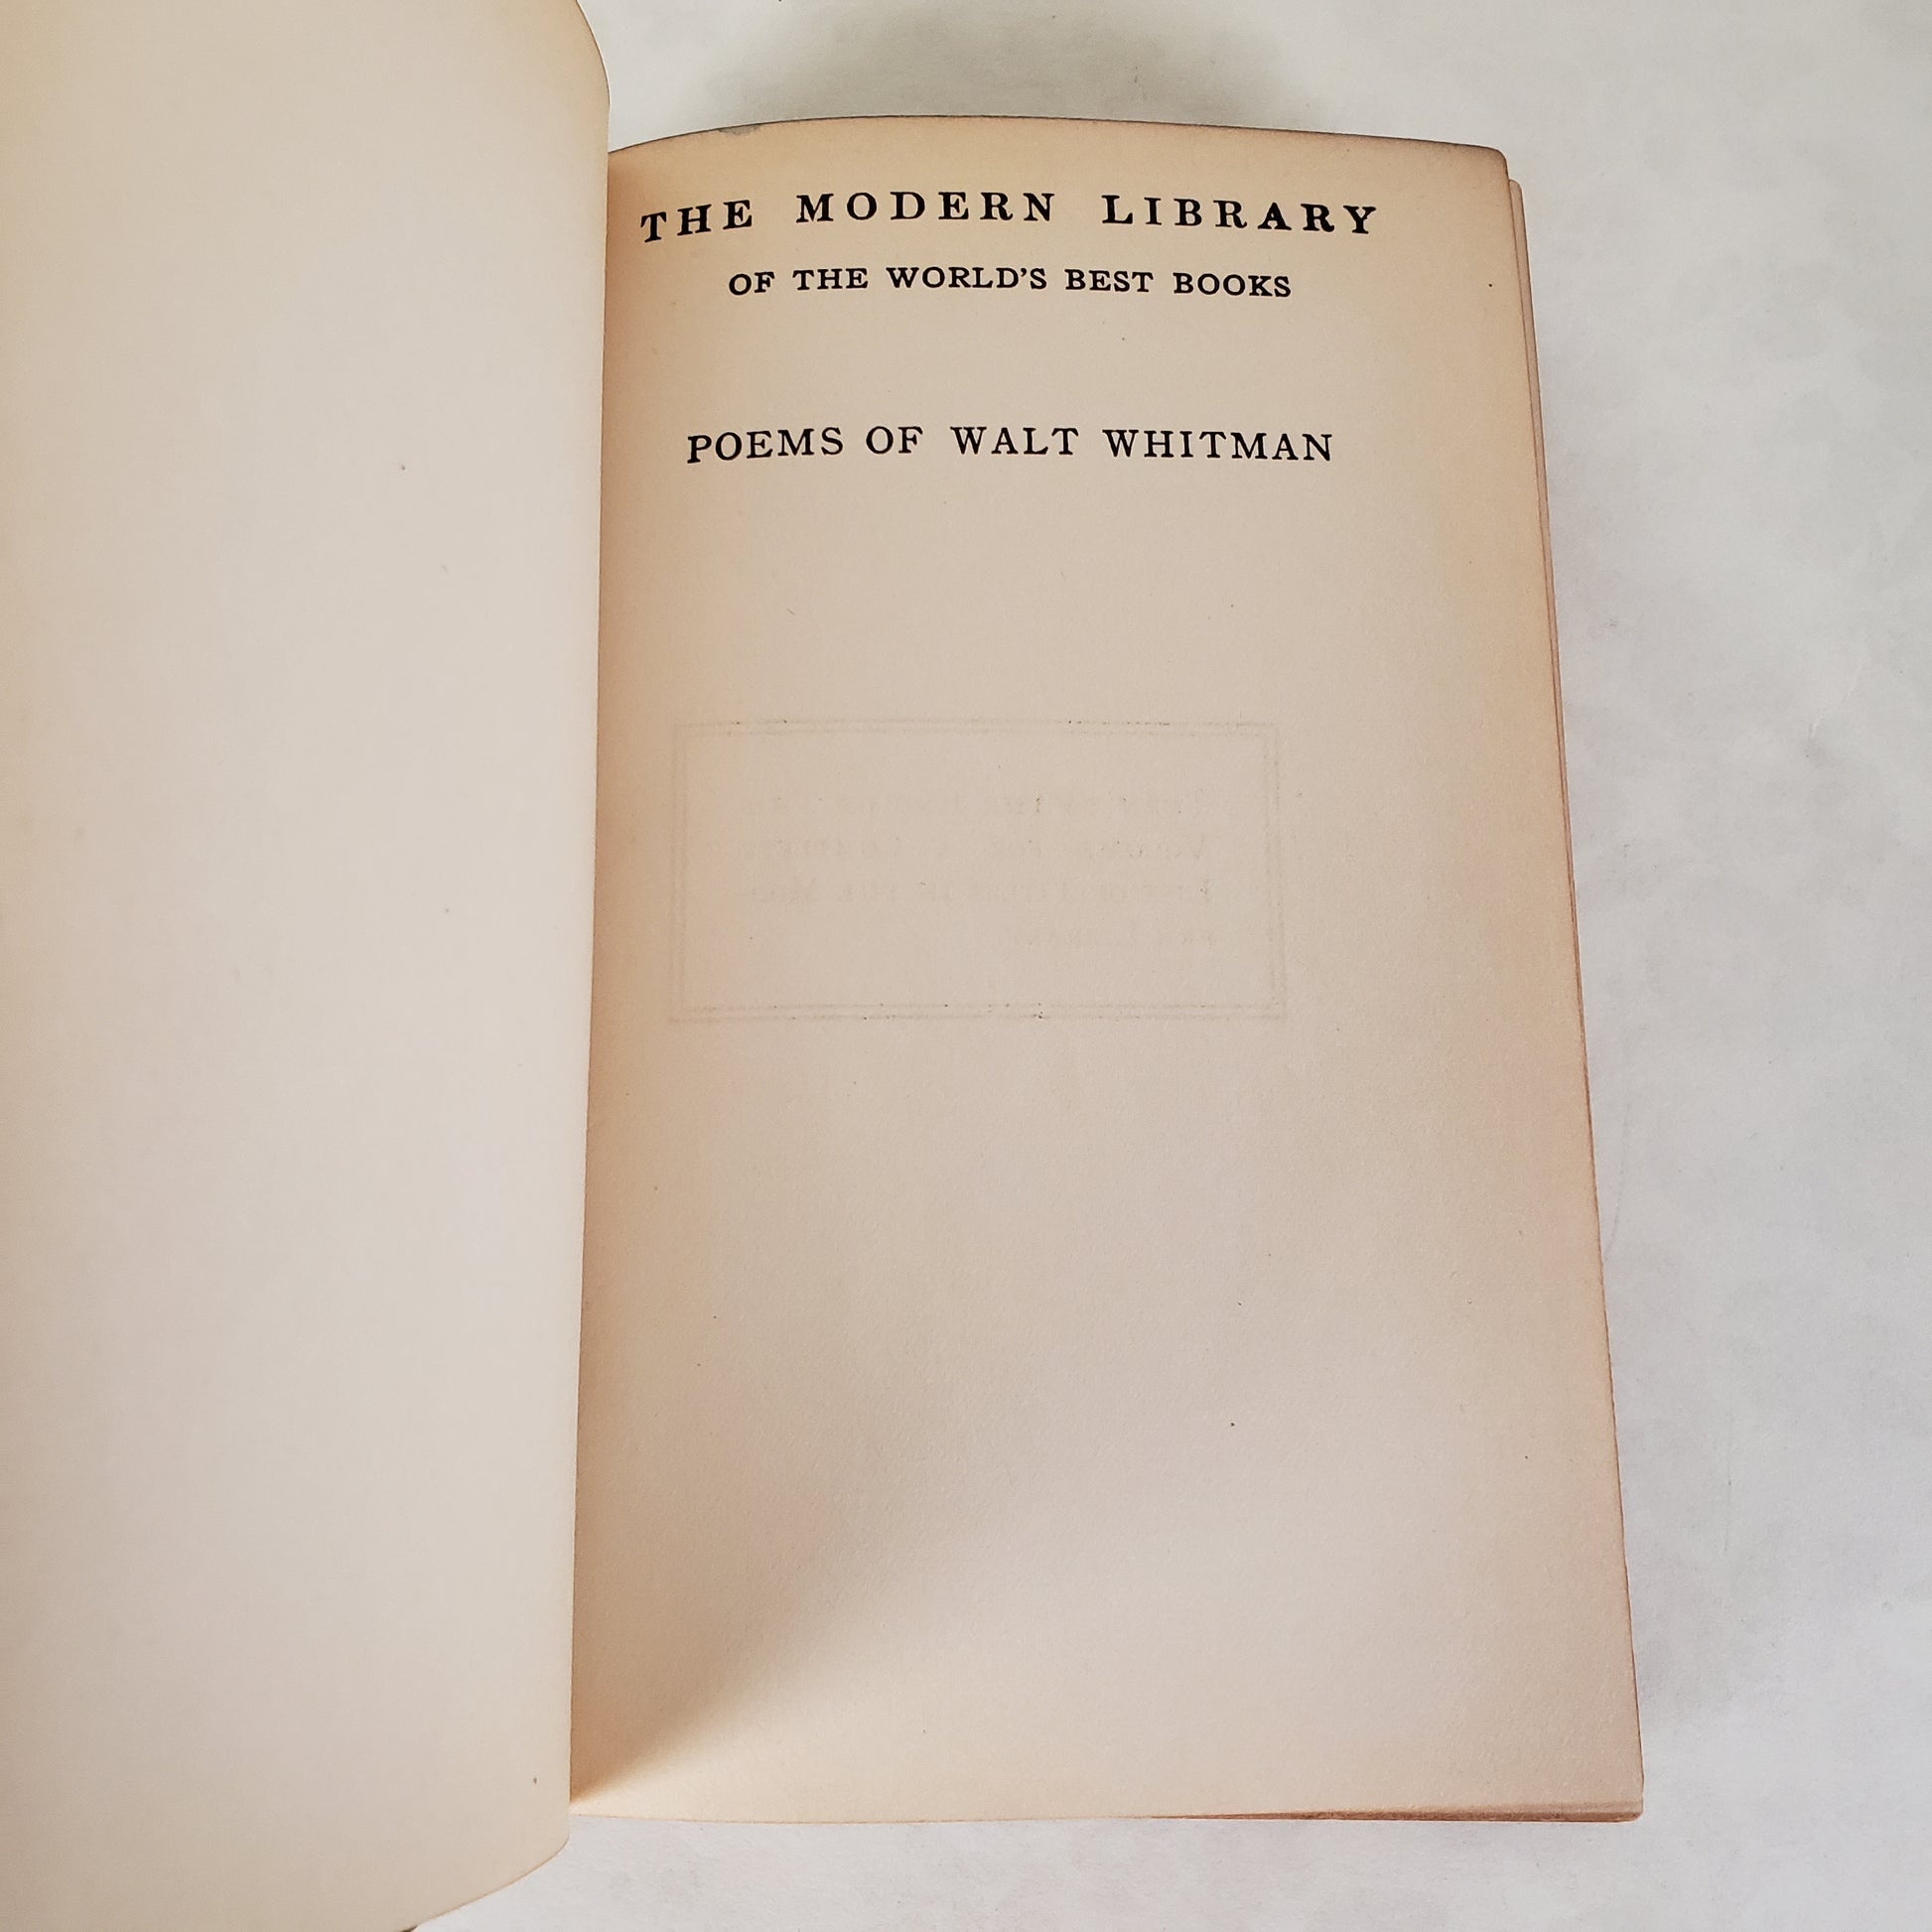 THE MODERN LIBRARY
OF THE WORLD'S BEST BOOKS
POEMS OF WALT WHITMAN